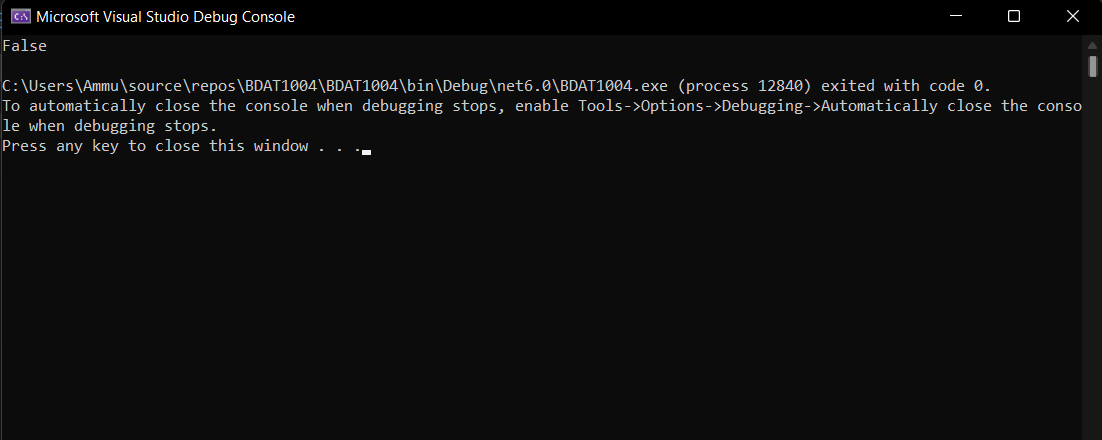 Microsoft Visual Studio Debug Console
False
C:\Users\Ammu\source\repos\BDAT1004\BDAT1004\bin\Debug\net6.0\BDAT1004.exe (process 12840) exited with code 0.
To automatically close the console when debugging stops, enable Tools->Options->Debugging->Automatically close the conso
le when debugging stops.
Press any key to close this window . . .